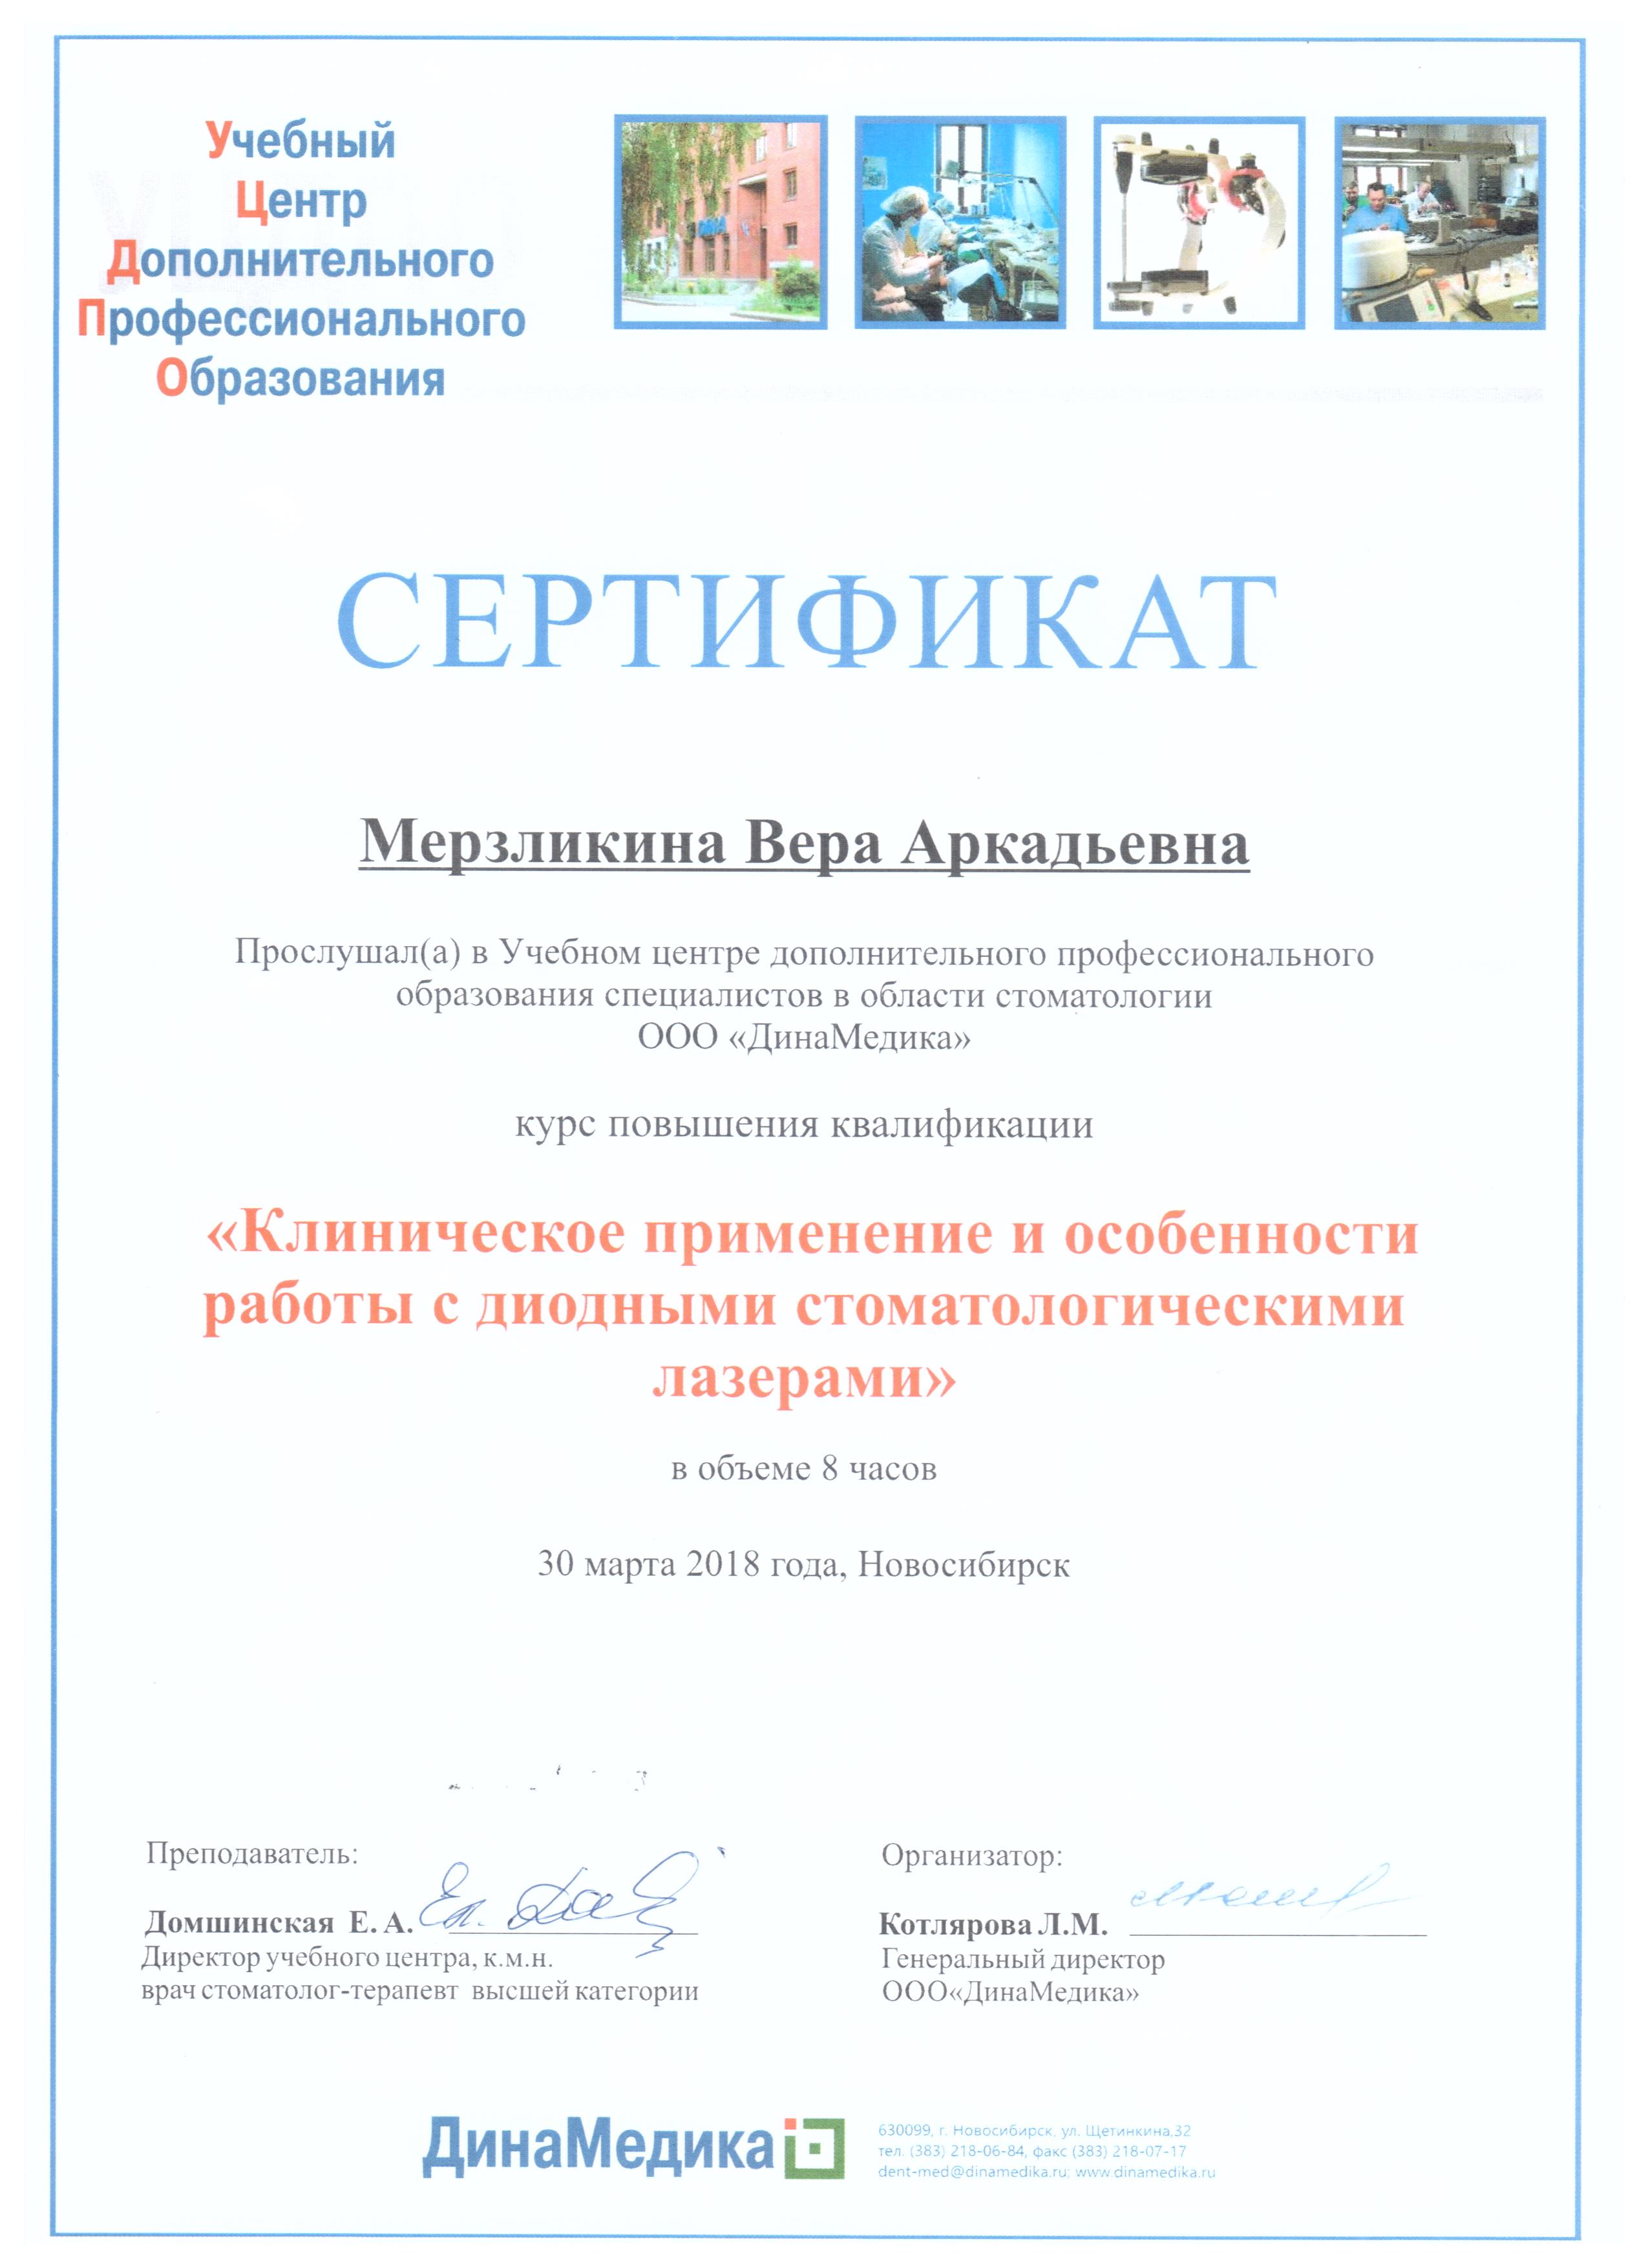 Учебный
Центр
Дополнительного
Профессионального
Образования
СЕРТИФИКАТ
Мерзликина Вера Аркадьевна
Прослушал(а) в Учебном центре дополнительного профессионального
образования специалистов в области стоматологии
ООО «ДинаМедика»
курс повышения квалификации
«Клиническое применение и особенности
работы с диодными стоматологическими
лазерами»
в объеме 8 часов
30 марта 2018 года, Новосибирск
Преподаватель:
Домшинская Е. А.
Директор учебного центра, к.м.н.
врач стоматолог-терапевт высшей категории
Организатор:
Котлярова Л.М.
Генеральный директор
ООО«ДинаМедика»
ДинаМедика
630099, г. Новосибирск, ул. Щетинкина,32
тел. (383) 218-06-84, факс (383) 218-07-17
dent-med@dinamedika.ru; www.dinamedika.ru